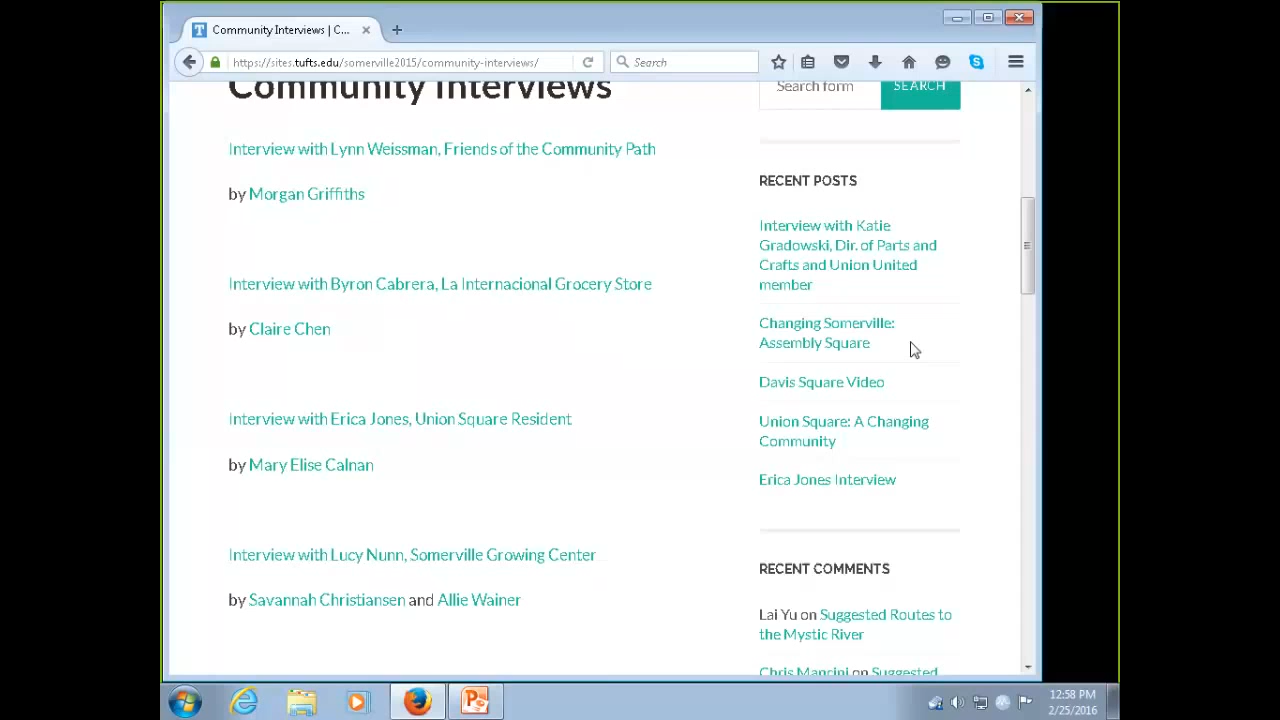 Community Interviews | C...
https://sites.tufts.edu/somerville2015/community-interviews/
Search
Community Interviews
Interview with Lynn Weissman, Friends of the Community Path
by Morgan Griffiths
Interview with Byron Cabrera, La Internacional Grocery Store
by Claire Chen
Interview with Erica Jones, Union Square Resident
by Mary Elise Calnan
Interview with Lucy Nunn, Somerville Growing Center
by Savannah Christiansen and Allie Wainer
Search form
SEARCH
RECENT POSTS
Interview with Katie
Gradowski, Dir. of Parts and
Crafts and Union United
member
Changing Somerville:
Assembly Square
Davis Square Video
Union Square: A Changing
Community
Erica Jones Interview
RECENT COMMENTS
Lai Yu on Suggested Routes to
the Mystic River
Chris Mancini on Suggested
12:58 PM
2/25/2016